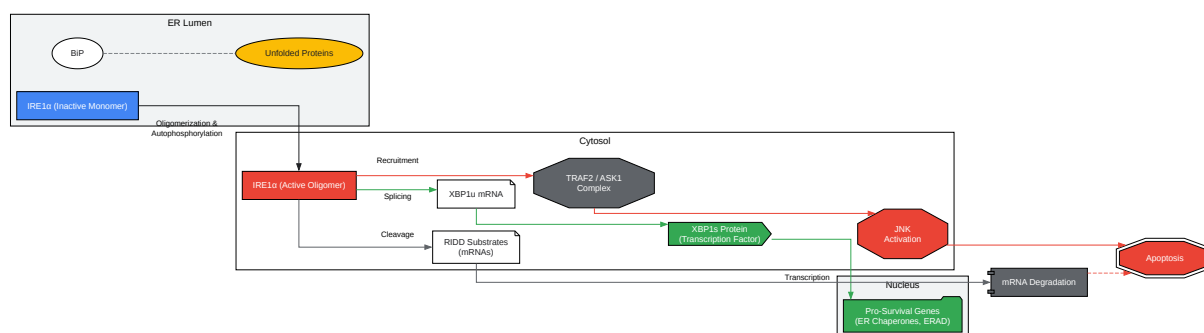 ER Lumen
BiP
Unfolded Proteins
IRE1α (Inactive Monomer)
Oligomerization &
Autophosphorylation
Cytosol
Recruitment
TRAF2 / ASK1
Complex
IRE1α (Active Oligomer)
Splicing
XBP1u mRNA
Cleavage
RIDD Substrates
(mRNAs)
XBP1s Protein
(Transcription Factor)
JNK
Activation
Apoptosis
Transcription
mRNA Degradation
Nucleus
Pro-Survival Genes
(ER Chaperones, ERAD)